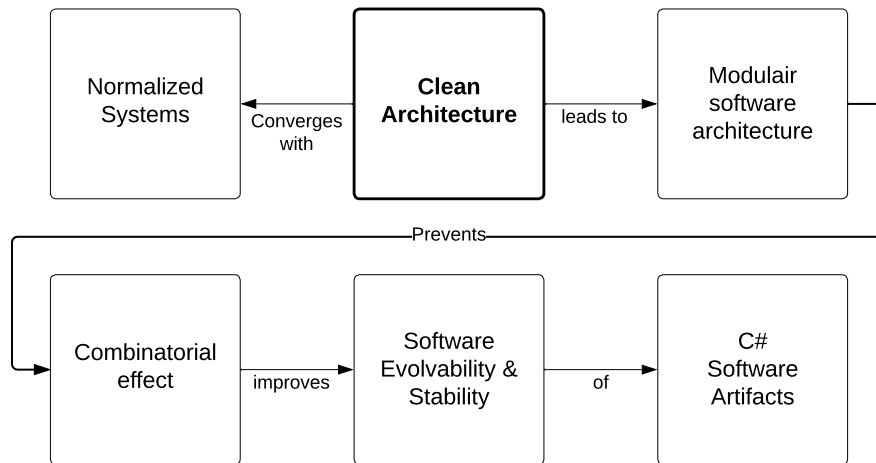 Normalized
Systems
Converges
with
Clean
Architecture
leads to
Modulair
software
architecture
Prevents
Combinatorial
effect
improves
Software
Evolvability &
Stability
of
C#
Software
Artifacts